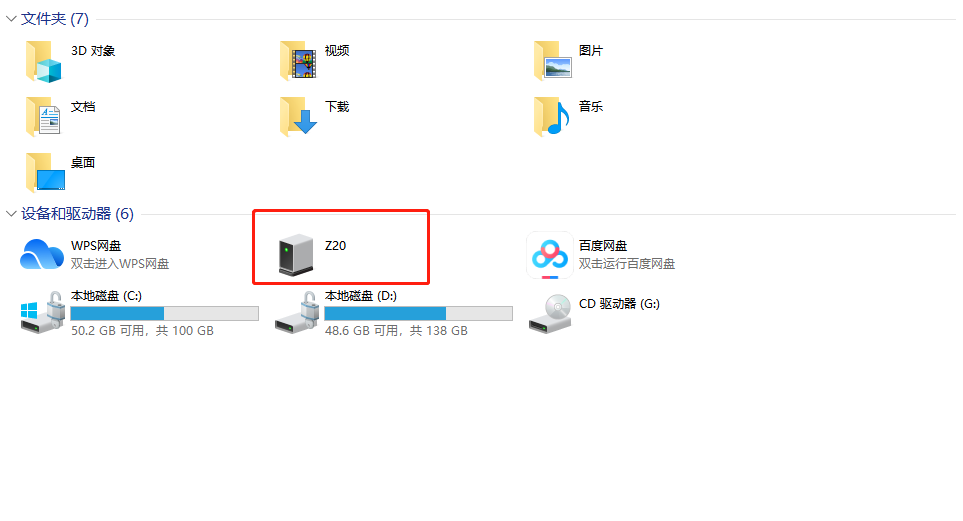 文件夹 (7)
3D 对象
视频
图片
文档
下载
音乐
桌面
设备和驱动器 (6)
WPS网盘
双击进入WPS网盘
Z20
百度网盘
双击运行百度网盘
本地磁盘 (C:)
50.2 GB 可用，共 100 GB
本地磁盘 (D:)
48.6 GB 可用，共 138 GB
CD 驱动器 (G:)